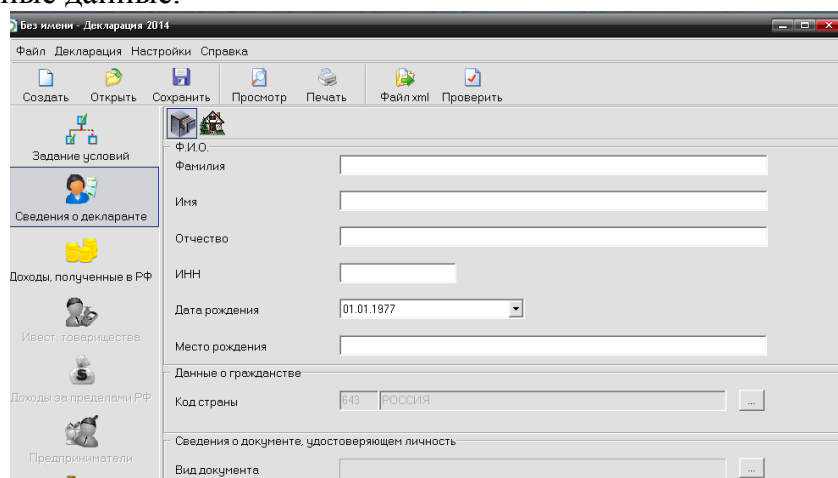 ные данные:
Без имени - Декларация 2014
Файл Декларация Настройки Справка
Создать Открыть Сохранить Просмотр Печать Файл xml Проверить
Задание условий
Сведения о декларанте
Доходы, полученные в РФ
Инвест. товарищества
Доходы за пределами РФ
Предприниматели
Ф.И.О.
Фамилия
Имя
Отчество
ИНН
Дата рождения 01.01.1977
Место рождения
Данные о гражданстве
Код страны 643 РОССИЯ ...
Сведения о документе, удостоверяющем личность
Вид документа ...